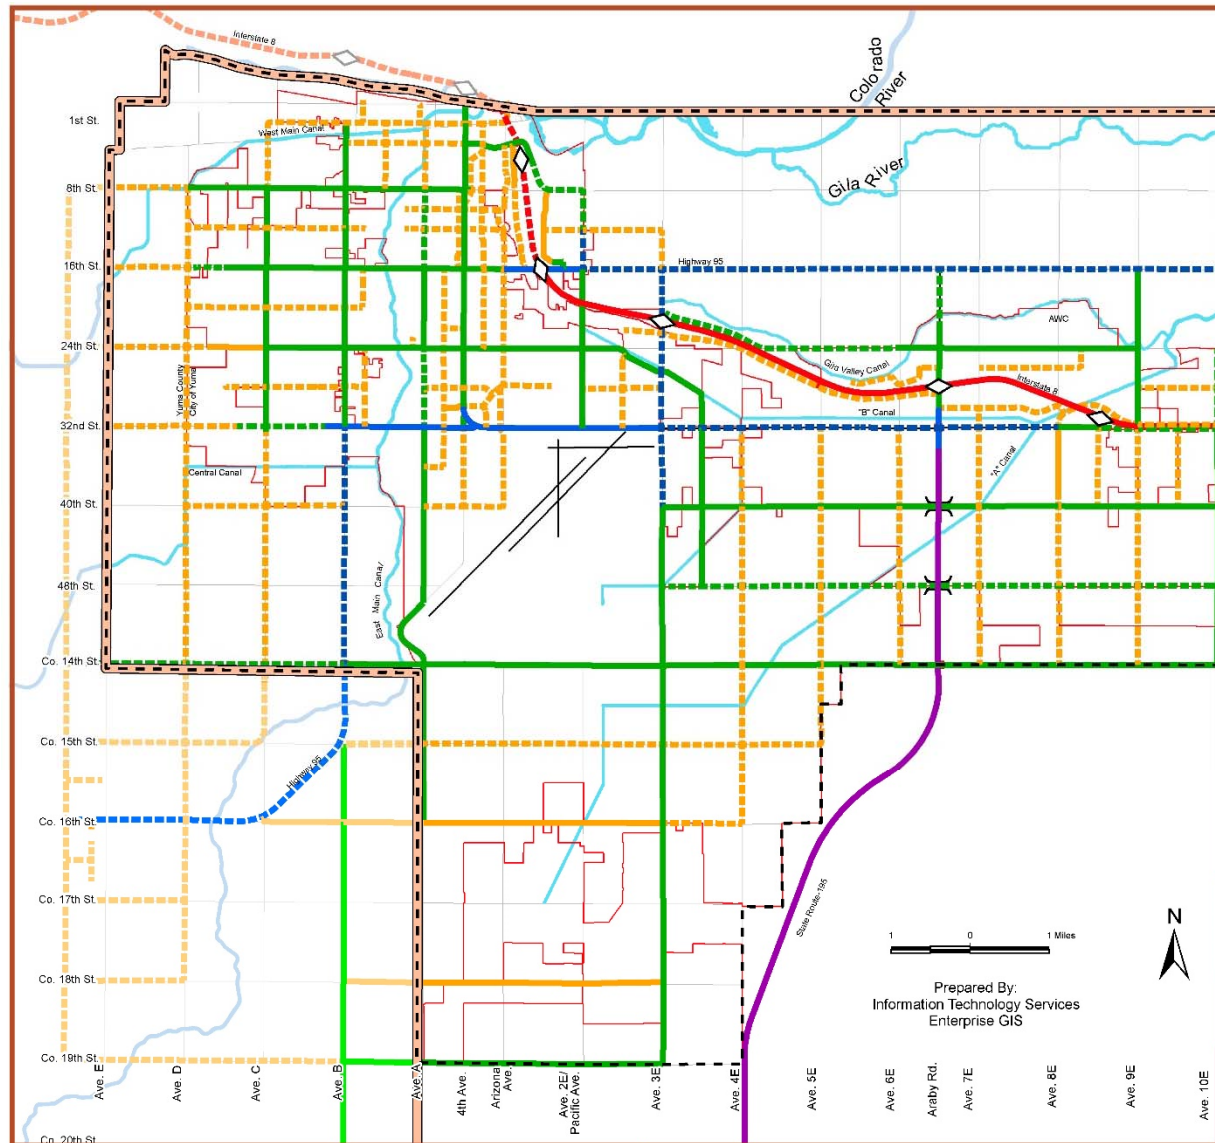 Interstate 8
Colorado
River
1st St.
West Main Canal
Gila River
8th St.
16th St.
Highway 95
AWC
24th St.
Gila Valley Canal
Yuma County
City of Yuma
Interstate 8
"B" Canal
32nd St.
Central Canal
"A" Canal
40th St.
48th St.
East Main Canal
Co. 14th St.
Co. 15th St.
Highway 95
Co. 16th St.
Co. 17th St.
State Route-195
N
1 0 1 Miles
Co. 18th St.
Prepared By:
Information Technology Services
Enterprise GIS
Co. 19th St.
Ave. E
Ave. D
Ave. C
Ave. B
Ave. A
4th Ave.
Arizona
Ave.
Ave. 2E/
Pacific Ave.
Ave. 3E
Ave. 4E
Ave. 5E
Ave. 6E
Araby Rd.
Ave. 7E
Ave. 8E
Ave. 9E
Ave. 10E
Co. 20th St.